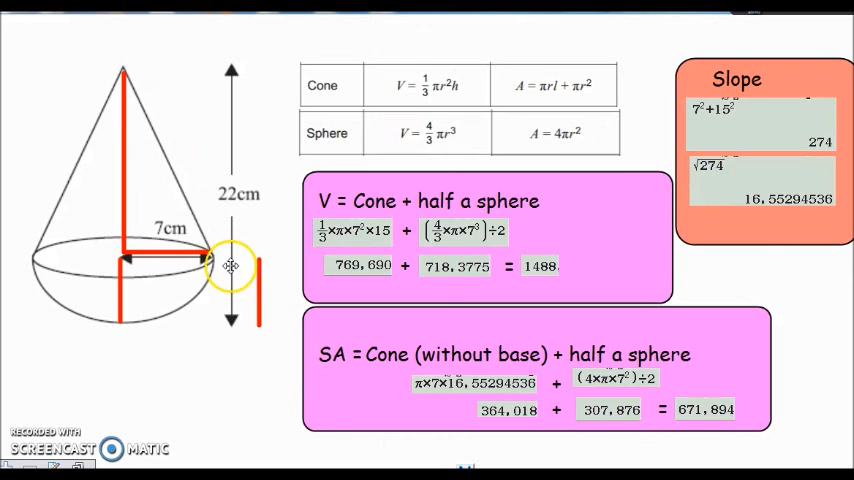 22cm
7cm
Cone V = 1/3 πr²h A = πrl + πr²
Sphere V = 4/3 πr³ A = 4πr²
Slope
7²+15²
274
√274
16.55294536
V = Cone + half a sphere
1/3×π×7²×15 + (4/3×π×7³)÷2
769,690 + 718,3775 = 1488.
SA = Cone (without base) + half a sphere
π×7×16.55294536 + (4×π×7²)÷2
364,018 + 307,876 = 671,894
RECORDED WITH
SCREENCAST MATIC